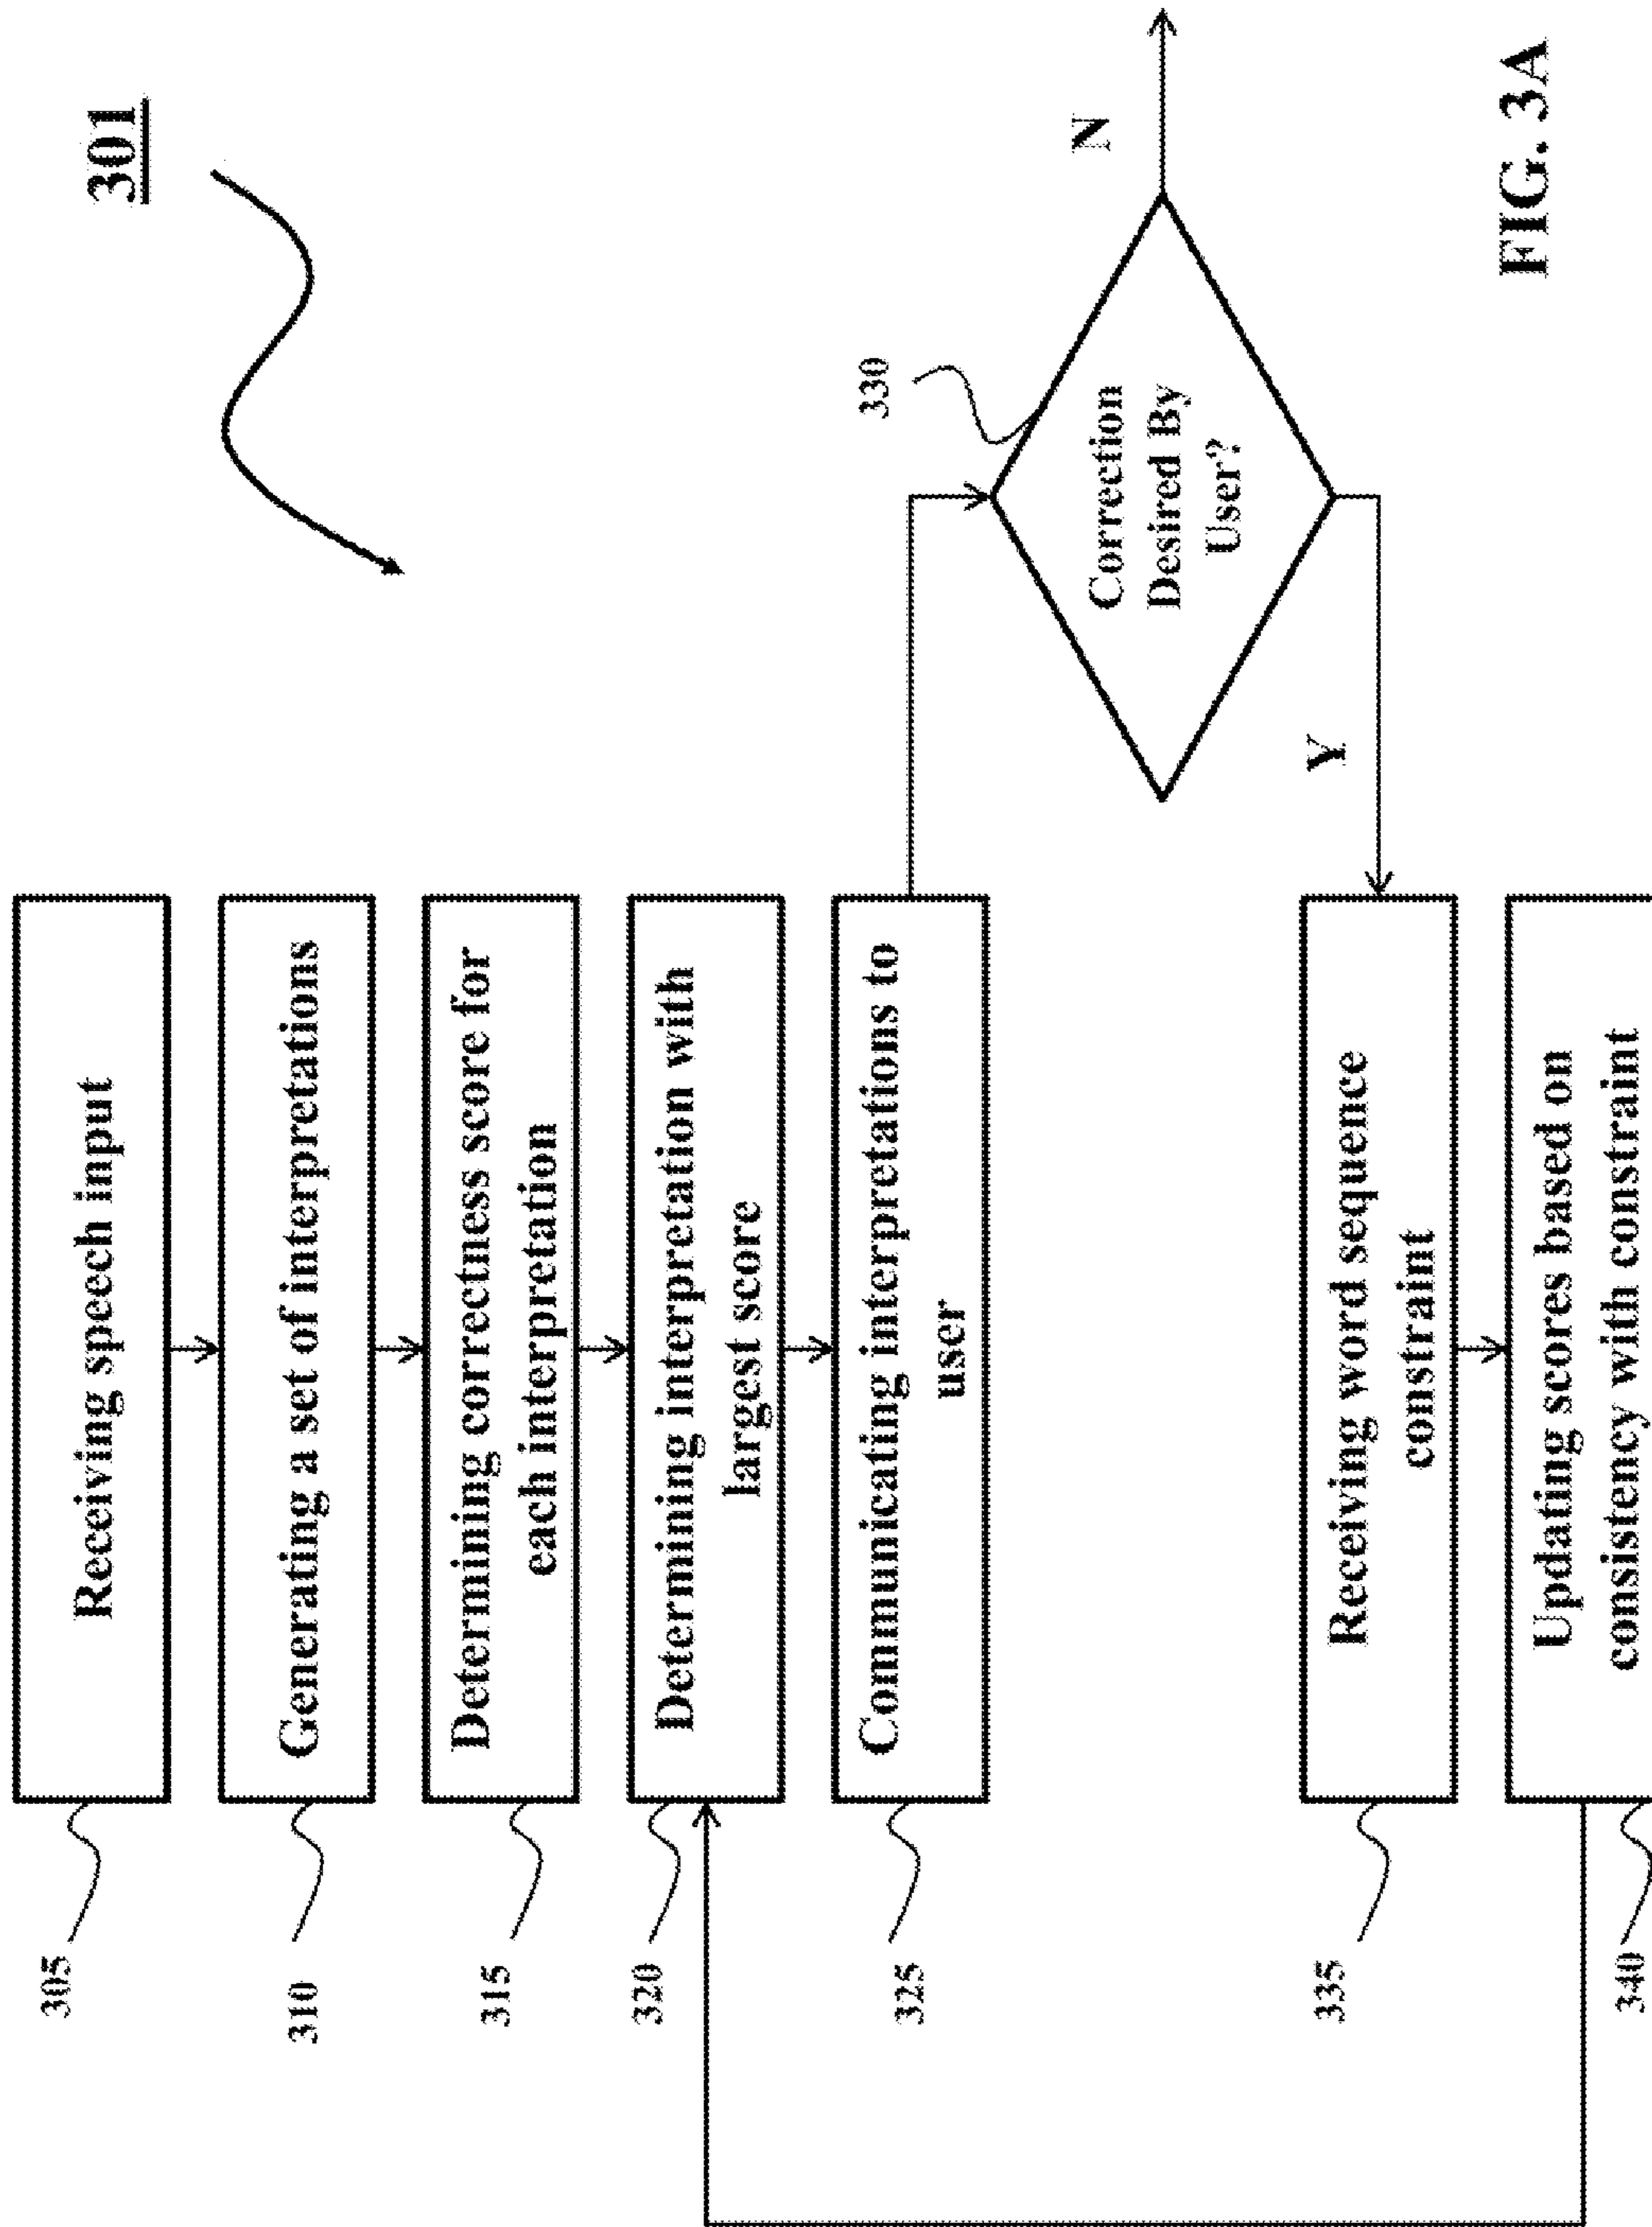 301
305
Receiving speech input
310
Generating a set of interpretations
315
Determining correctness score for
each interpretation
320
Determining interpretation with
largest score
325
Communicating interpretations to
user
330
Correction
Desired By
User?
N
Y
335
Receiving word sequence
constraint
340
Updating scores based on
consistency with constraint
FIG. 3A